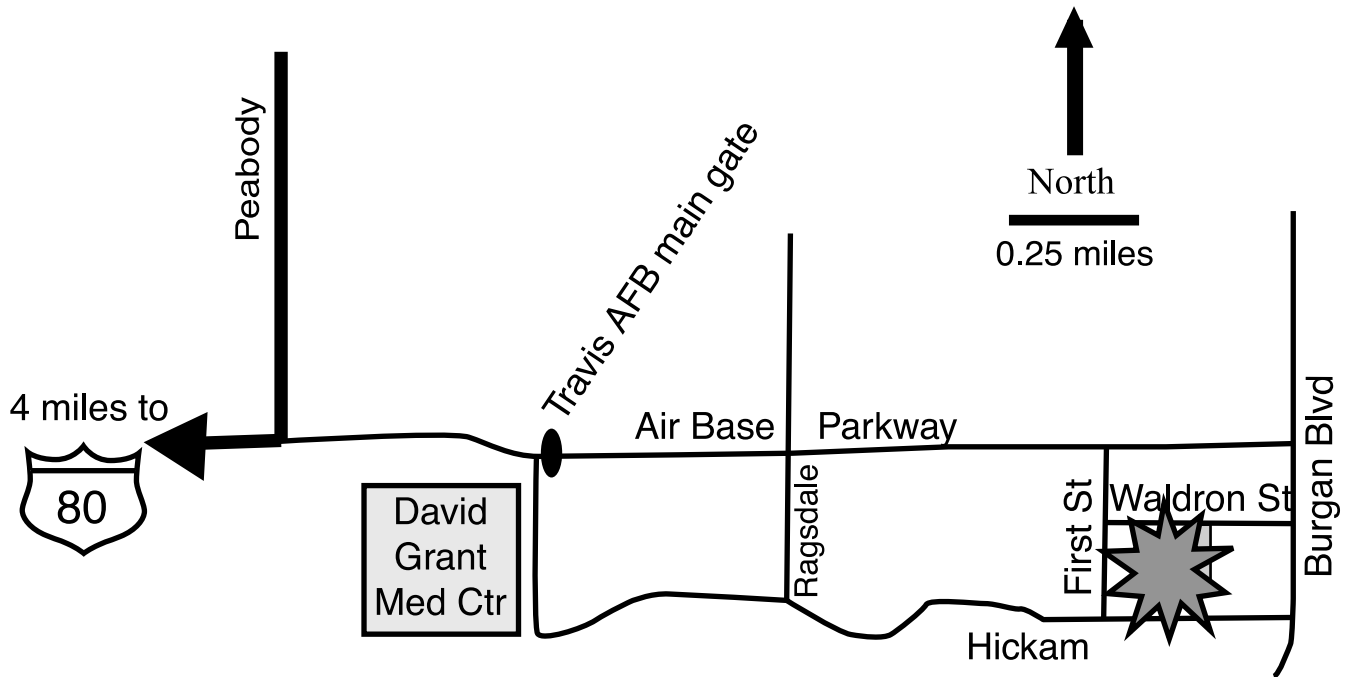 Peabody
Travis AFB main gate
North
0.25 miles
4 miles to
80
Air Base Parkway
Ragsdale
First St
Waldron St
Burgan Blvd
David
Grant
Med Ctr
Hickam